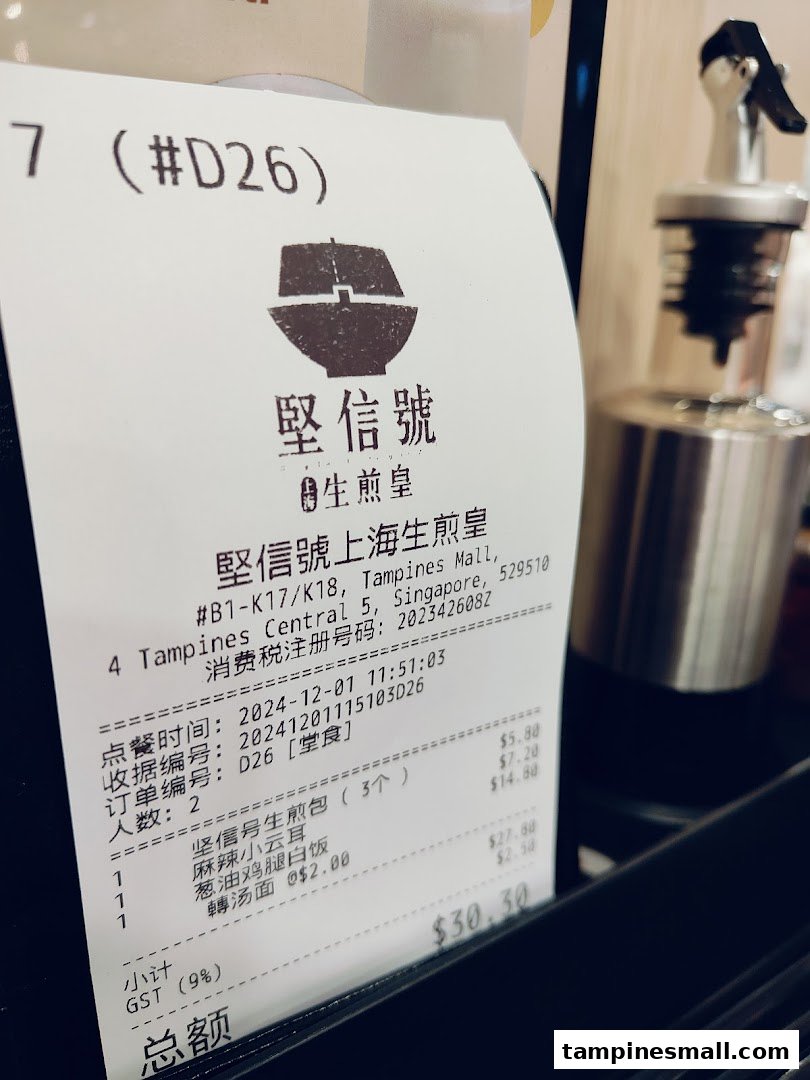 7 (#D26)
堅信號
上海生煎皇
堅信號上海生煎皇
#B1-K17/K18, Tampines Mall,
4 Tampines Central 5, Singapore, 529510
消费税注册号码: 202342608Z
点餐时间: 2024-12-01 11:51:03
收据编号: 20241201115103D26
订单编号: D26 [堂食]
人数: 2
1 坚信号生煎包 ( 3个 ) $5.80
1 麻辣小云耳 $7.20
1 葱油鸡腿白饭 $14.80
轉汤面 @$2.00
小计 $27.80
GST (9%) $2.50
总额 $30.30
tampinesmall.com